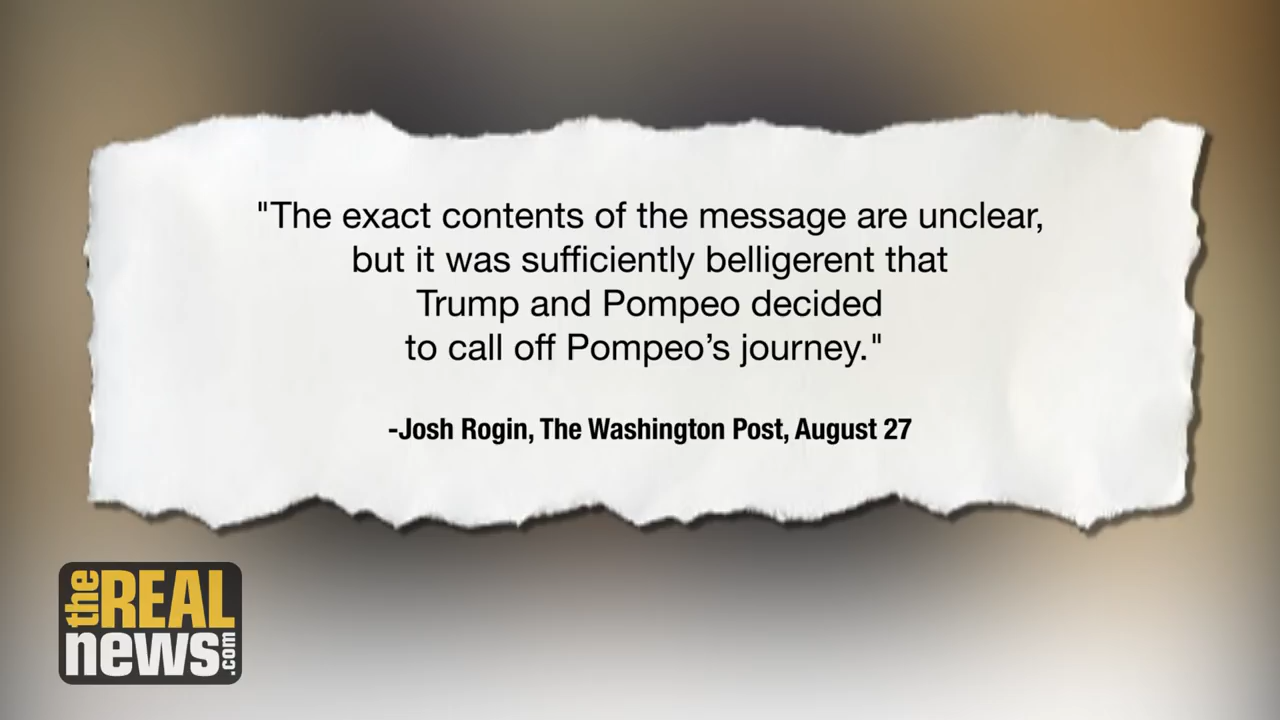 "The exact contents of the message are unclear,
but it was sufficiently belligerent that
Trump and Pompeo decided
to call off Pompeo’s journey."
-Josh Rogin, The Washington Post, August 27
the REAL
news.com